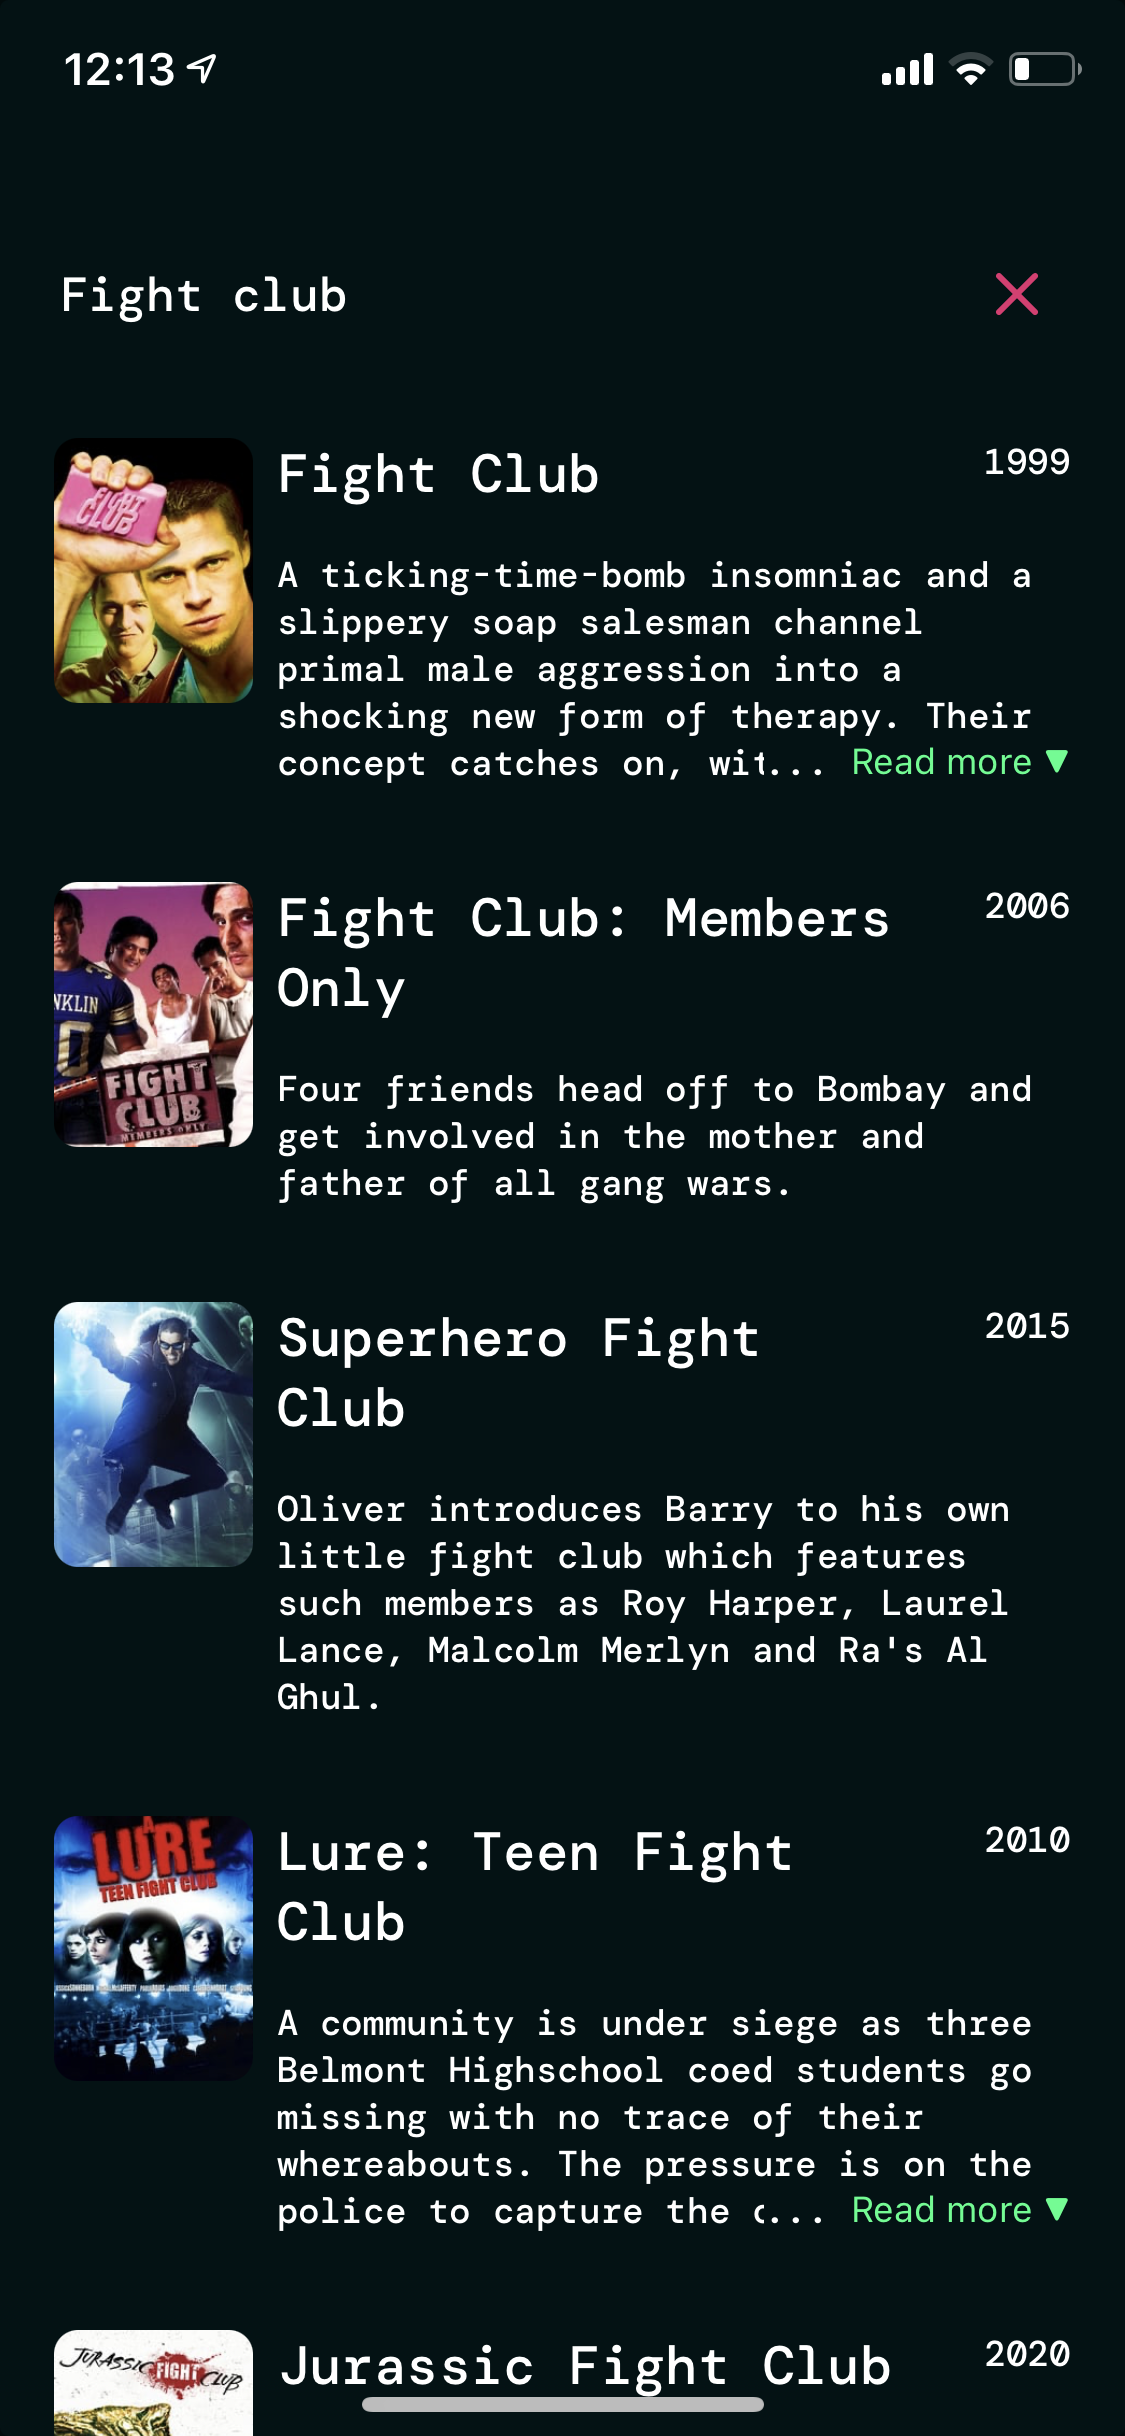 12:13
Fight club
FIGHT
CLUB
Fight Club
1999
A ticking-time-bomb insomniac and a
slippery soap salesman channel
primal male aggression into a
shocking new form of therapy. Their
concept catches on, wit... Read more ▼
NKLIN
0
FIGHT
CLUB
MEMBERS ONLY
Fight Club: Members
Only
2006
Four friends head off to Bombay and
get involved in the mother and
father of all gang wars.
Superhero Fight
Club
2015
Oliver introduces Barry to his own
little fight club which features
such members as Roy Harper, Laurel
Lance, Malcolm Merlyn and Ra's Al
Ghul.
A
LURE
TEEN FIGHT CLUB
Lure: Teen Fight
Club
2010
A community is under siege as three
Belmont Highschool coed students go
missing with no trace of their
whereabouts. The pressure is on the
police to capture the c... Read more ▼
JURASSIC FIGHT CLUB
Jurassic Fight Club
2020